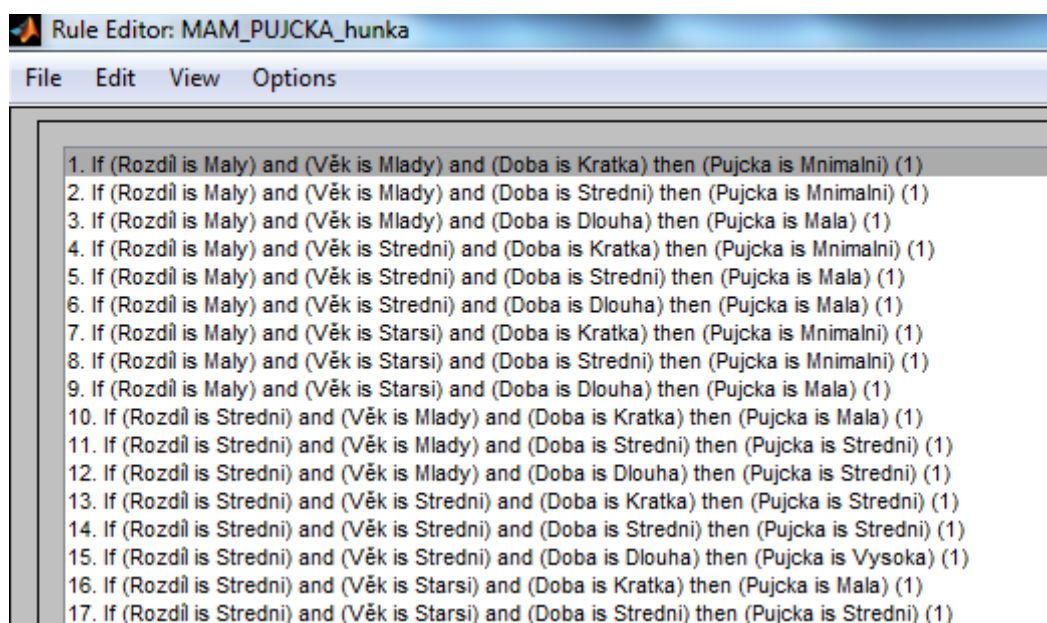 Rule Editor: MAM_PUJCKA_hunka
File Edit View Options
1. If (Rozdíl is Maly) and (Věk is Mlady) and (Doba is Kratka) then (Pujcka is Mnimalni) (1)
2. If (Rozdíl is Maly) and (Věk is Mlady) and (Doba is Stredni) then (Pujcka is Mnimalni) (1)
3. If (Rozdíl is Maly) and (Věk is Mlady) and (Doba is Dlouha) then (Pujcka is Mala) (1)
4. If (Rozdíl is Maly) and (Věk is Stredni) and (Doba is Kratka) then (Pujcka is Mnimalni) (1)
5. If (Rozdíl is Maly) and (Věk is Stredni) and (Doba is Stredni) then (Pujcka is Mala) (1)
6. If (Rozdíl is Maly) and (Věk is Stredni) and (Doba is Dlouha) then (Pujcka is Mala) (1)
7. If (Rozdíl is Maly) and (Věk is Starsi) and (Doba is Kratka) then (Pujcka is Mnimalni) (1)
8. If (Rozdíl is Maly) and (Věk is Starsi) and (Doba is Stredni) then (Pujcka is Mnimalni) (1)
9. If (Rozdíl is Maly) and (Věk is Starsi) and (Doba is Dlouha) then (Pujcka is Mala) (1)
10. If (Rozdíl is Stredni) and (Věk is Mlady) and (Doba is Kratka) then (Pujcka is Mala) (1)
11. If (Rozdíl is Stredni) and (Věk is Mlady) and (Doba is Stredni) then (Pujcka is Stredni) (1)
12. If (Rozdíl is Stredni) and (Věk is Mlady) and (Doba is Dlouha) then (Pujcka is Stredni) (1)
13. If (Rozdíl is Stredni) and (Věk is Stredni) and (Doba is Kratka) then (Pujcka is Stredni) (1)
14. If (Rozdíl is Stredni) and (Věk is Stredni) and (Doba is Stredni) then (Pujcka is Stredni) (1)
15. If (Rozdíl is Stredni) and (Věk is Stredni) and (Doba is Dlouha) then (Pujcka is Vysoka) (1)
16. If (Rozdíl is Stredni) and (Věk is Starsi) and (Doba is Kratka) then (Pujcka is Mala) (1)
17. If (Rozdíl is Stredni) and (Věk is Starsi) and (Doba is Stredni) then (Pujcka is Stredni) (1)